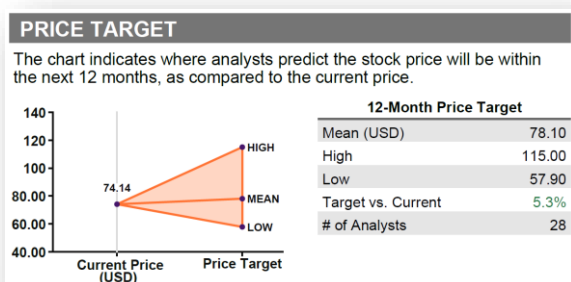 PRICE TARGET
The chart indicates where analysts predict the stock price will be within
the next 12 months, as compared to the current price.
140
120
100
80.00
60.00
40.00
74.14
HIGH
MEAN
LOW
Current Price
(USD)
Price Target
12-Month Price Target
Mean (USD) 78.10
High 115.00
Low 57.90
Target vs. Current 5.3%
# of Analysts 28